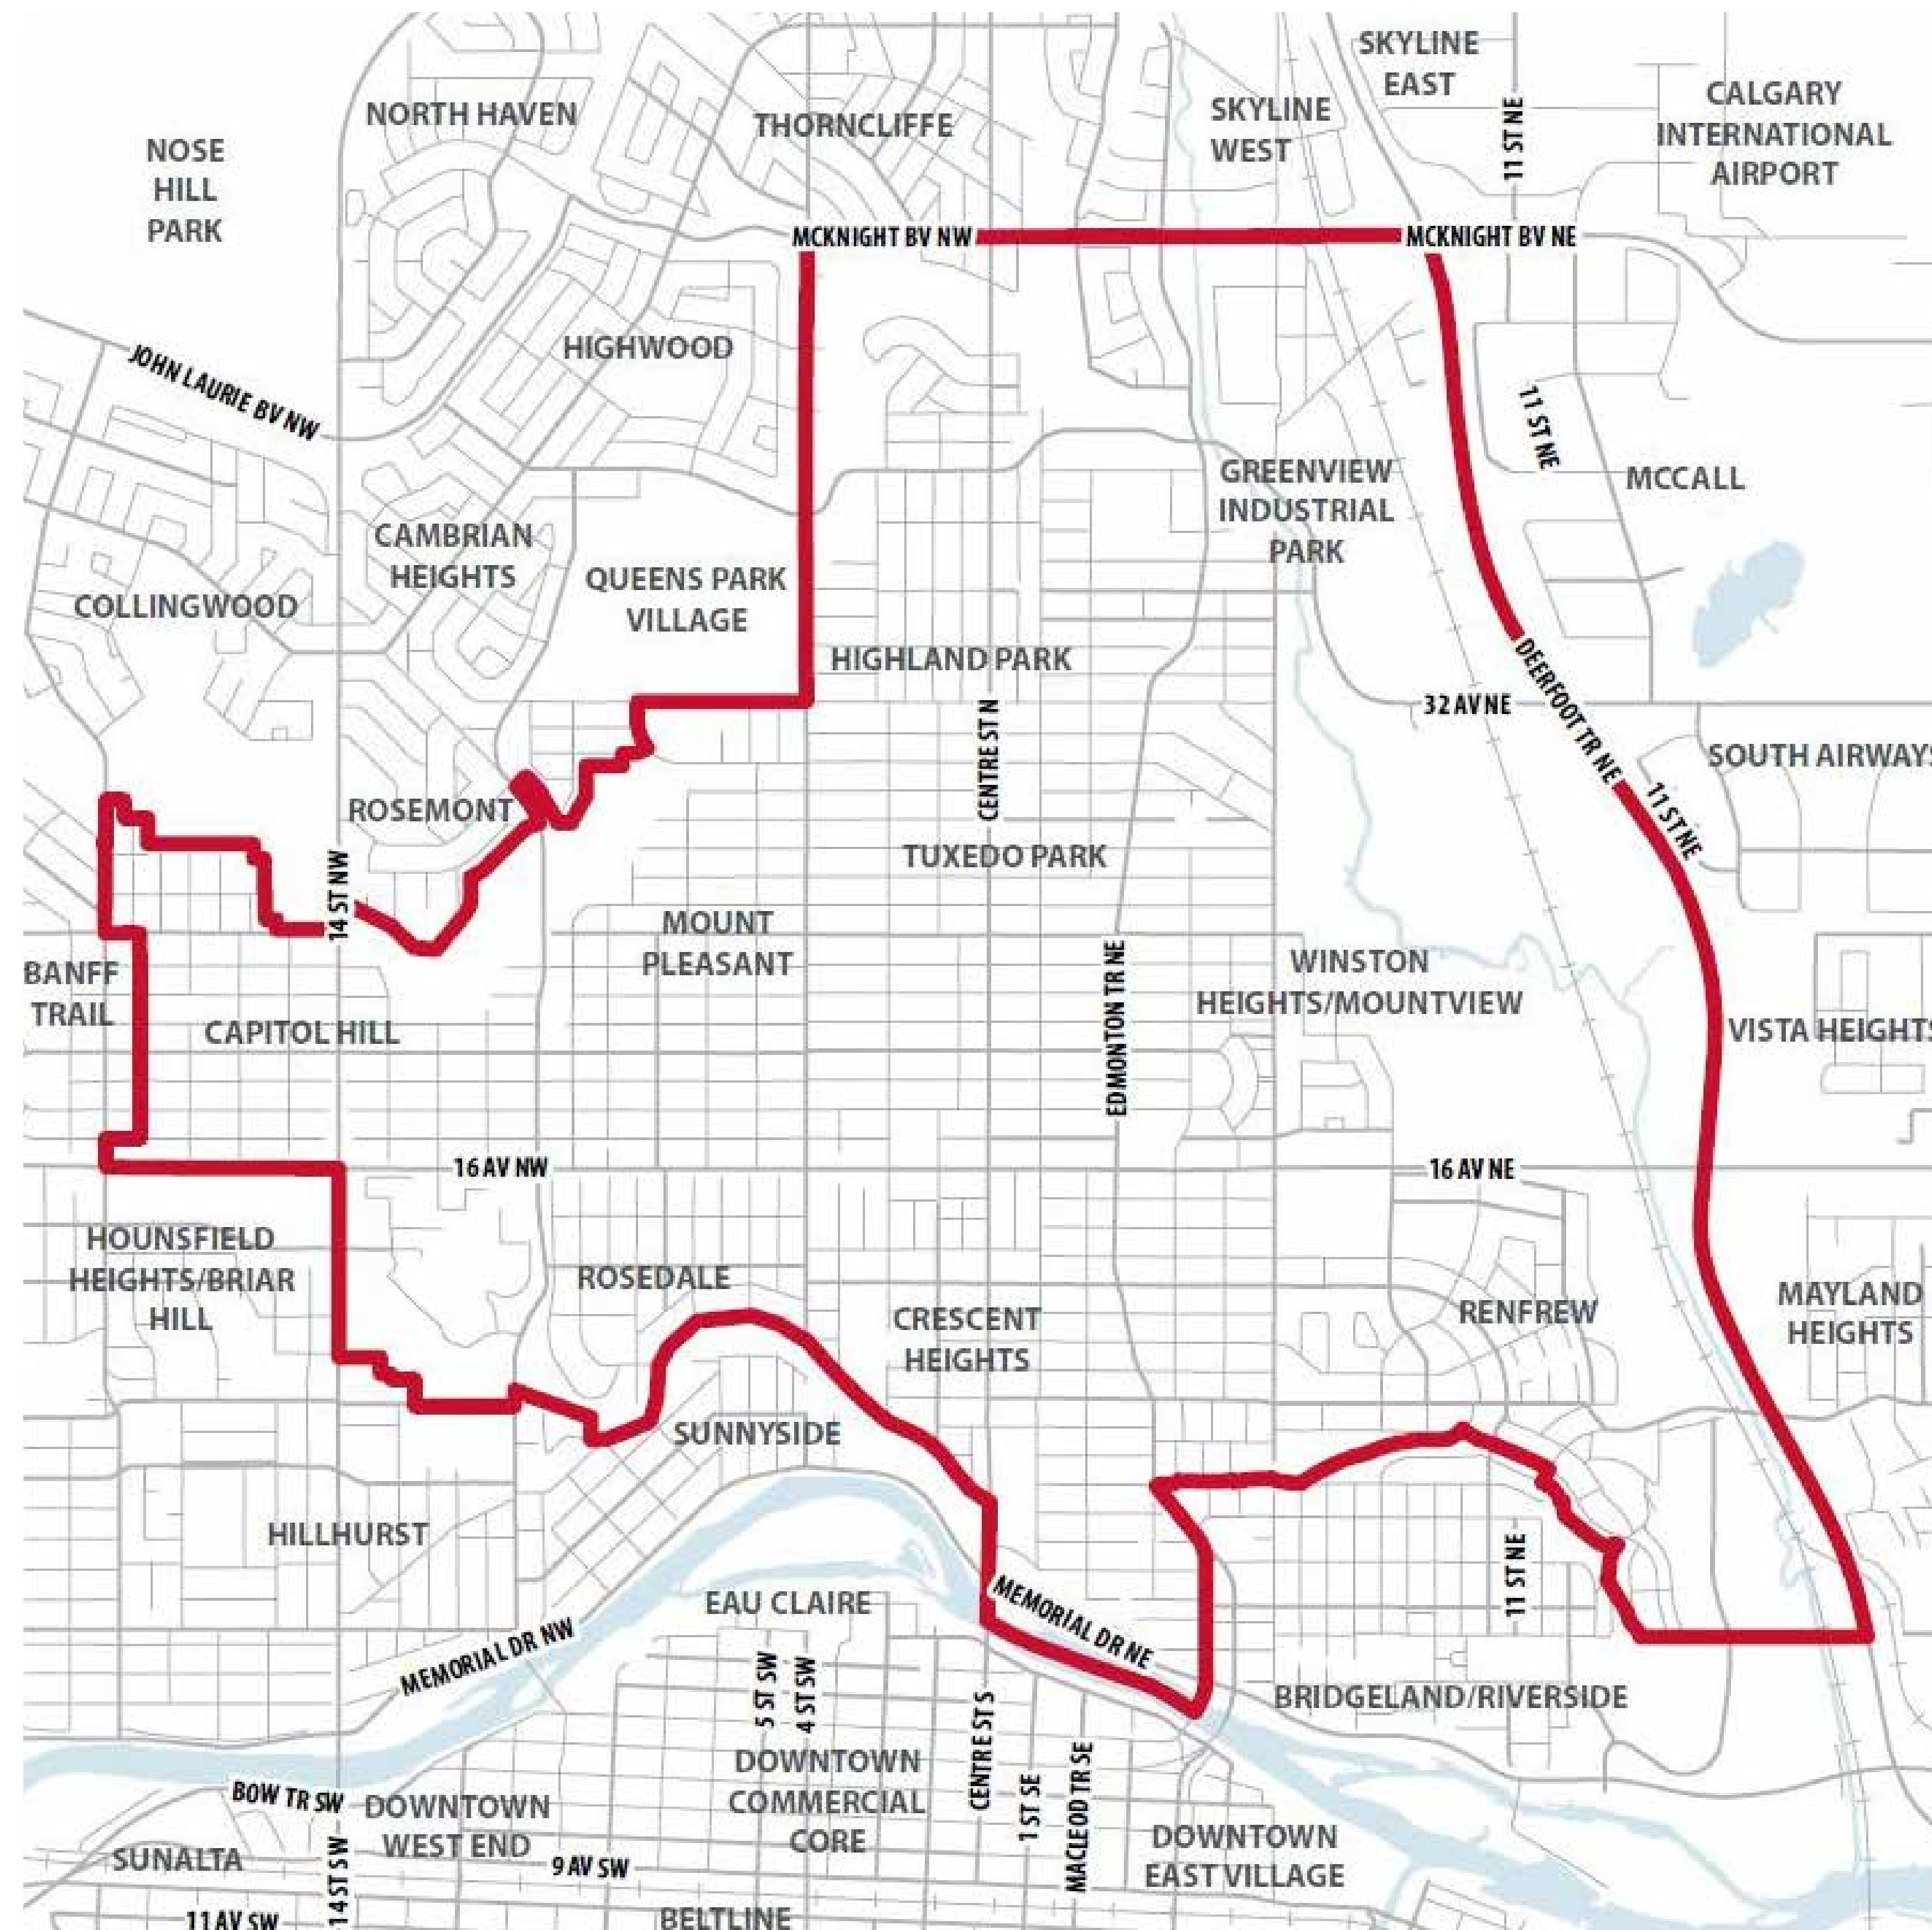 SKYLINE
EAST
NORTH HAVEN
THORNCLIFFE
SKYLINE
WEST
11 ST NE
CALGARY
INTERNATIONAL
AIRPORT
NOSE
HILL
PARK
MCKNIGHT BV NW
MCKNIGHT BV NE
JOHN LAURIE BV NW
HIGHWOOD
11 ST NE
MCCALL
GREENVIEW
INDUSTRIAL
PARK
CAMBRIAN
HEIGHTS
QUEENS PARK
VILLAGE
COLLINGWOOD
HIGHLAND PARK
DEERFOOT TR NE
32 AV NE
CENTRE ST N
SOUTH AIRWAYS
ROSEMONT
11 ST NE
TUXEDO PARK
14 ST NW
MOUNT
PLEASANT
BANFF
TRAIL
EDMONTON TR NE
WINSTON
HEIGHTS/MOUNTVIEW
CAPITOL HILL
VISTA HEIGHTS
16 AV NW
16 AV NE
HOUNSFIELD
HEIGHTS/BRIAR
HILL
ROSEDALE
CRESCENT
HEIGHTS
RENFREW
MAYLAND
HEIGHTS
SUNNYSIDE
HILLHURST
11 ST NE
EAU CLAIRE
MEMORIAL DR NE
MEMORIAL DR NW
5 ST SW
4 ST SW
BRIDGELAND/RIVERSIDE
CENTRE ST S
1 ST SE
MACLEOD TR SE
DOWNTOWN
COMMERCIAL
CORE
BOW TR SW
DOWNTOWN
WEST END
DOWNTOWN
EAST VILLAGE
SUNALTA
14 ST SW
9 AV SW
11 AV SW
BELTLINE